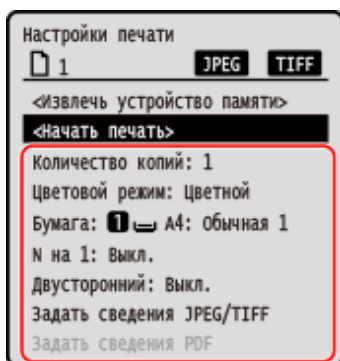 Настройки печати
1 JPEG TIFF
<Извлечь устройство памяти>
<Начать печать>
Количество копий: 1
Цветовой режим: Цветной
Бумага: 1 A4: Обычная 1
N на 1: Выкл.
Двусторонний: Выкл.
Задать сведения JPEG/TIFF
Задать сведения PDF